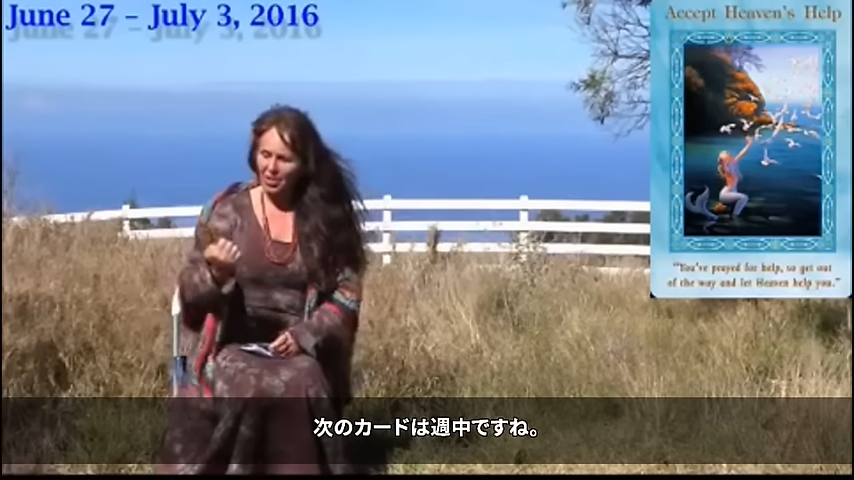 June 27 – July 3, 2016
Accept Heaven's Help
"You've prayed for help, so get out
of the way and let Heaven help you."
次のカードは週中ですね。